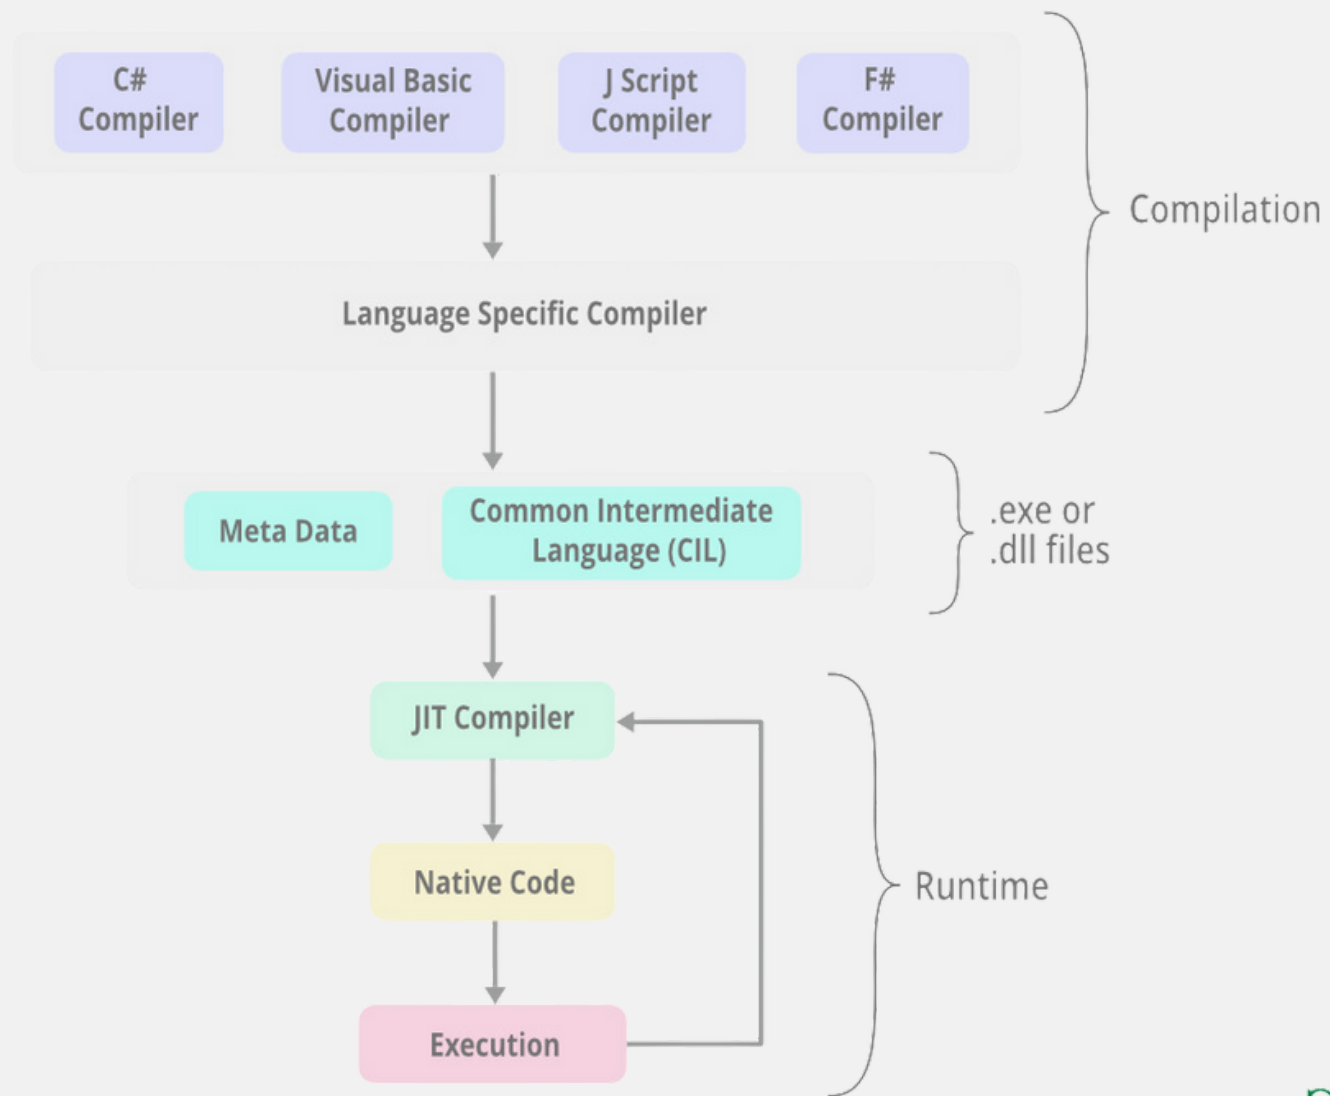 C#
Compiler
Visual Basic
Compiler
J Script
Compiler
F#
Compiler
Compilation
Language Specific Compiler
Meta Data
Common Intermediate
Language (CIL)
.exe or
.dll files
JIT Compiler
Native Code
Runtime
Execution